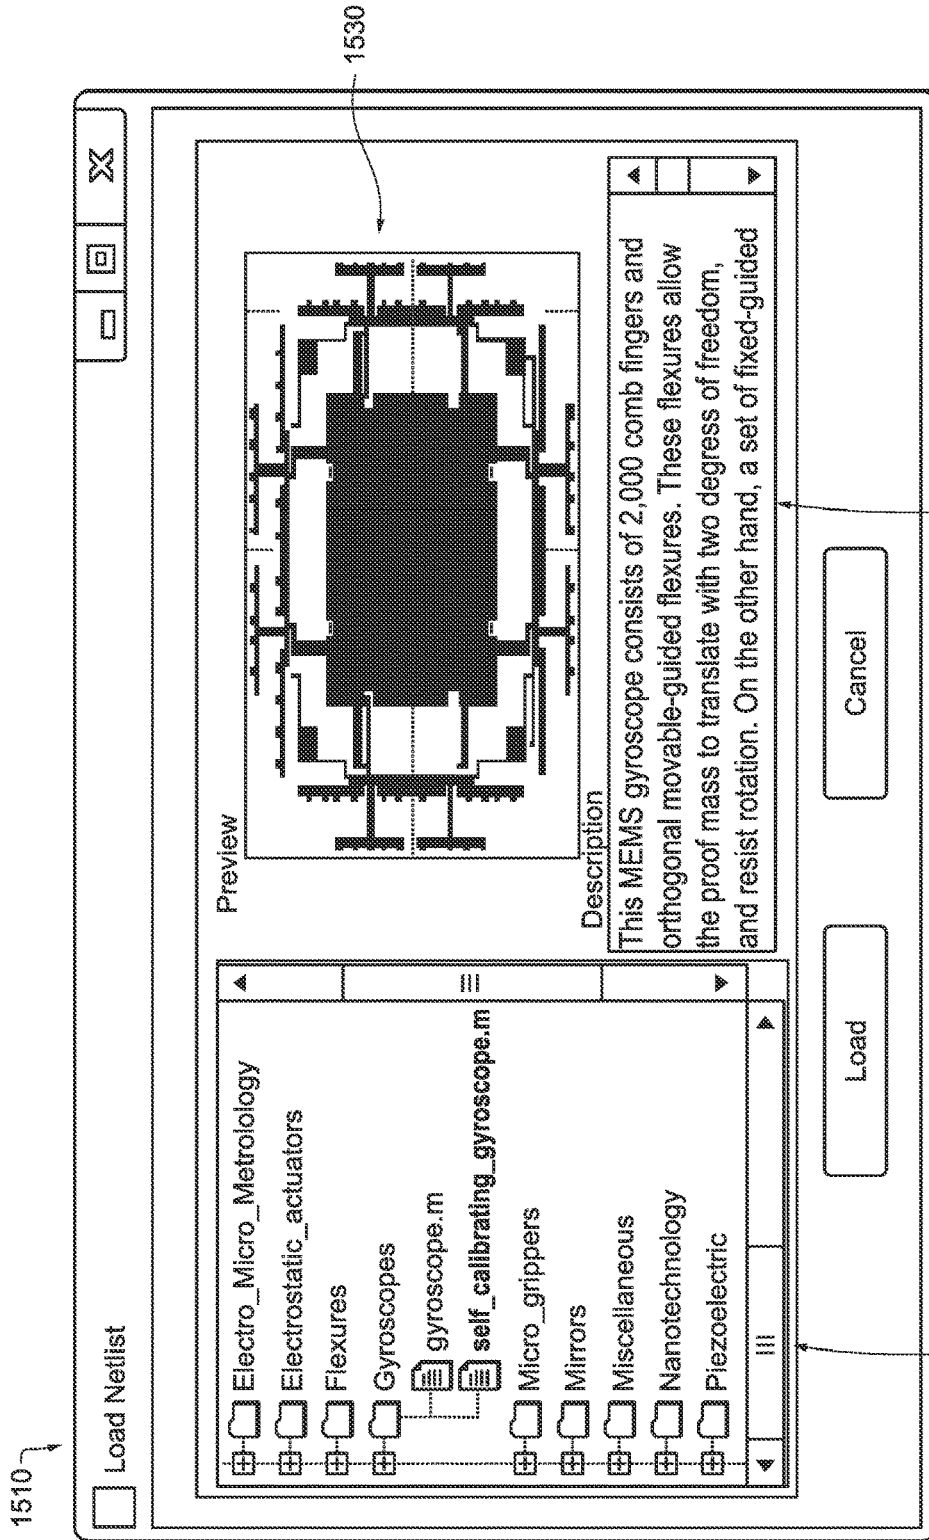 1510
Load Netlist
Electro_Micro_Metrolology
Electrostatic_actuators
Flexures
Gyroscopes
gyroscope.m
self_calibrating_gyroscope.m
Micro_grippers
Mirrors
Miscellaneous
Nanotechnology
Piezoelectric
Preview
1530
Description
This MEMS gyroscope consists of 2,000 comb fingers and
orthogonal movable-guided flexures. These flexures allow
the proof mass to translate with two degree of freedom,
and resist rotation. On the other hand, a set of fixed-guided
Load
Cancel